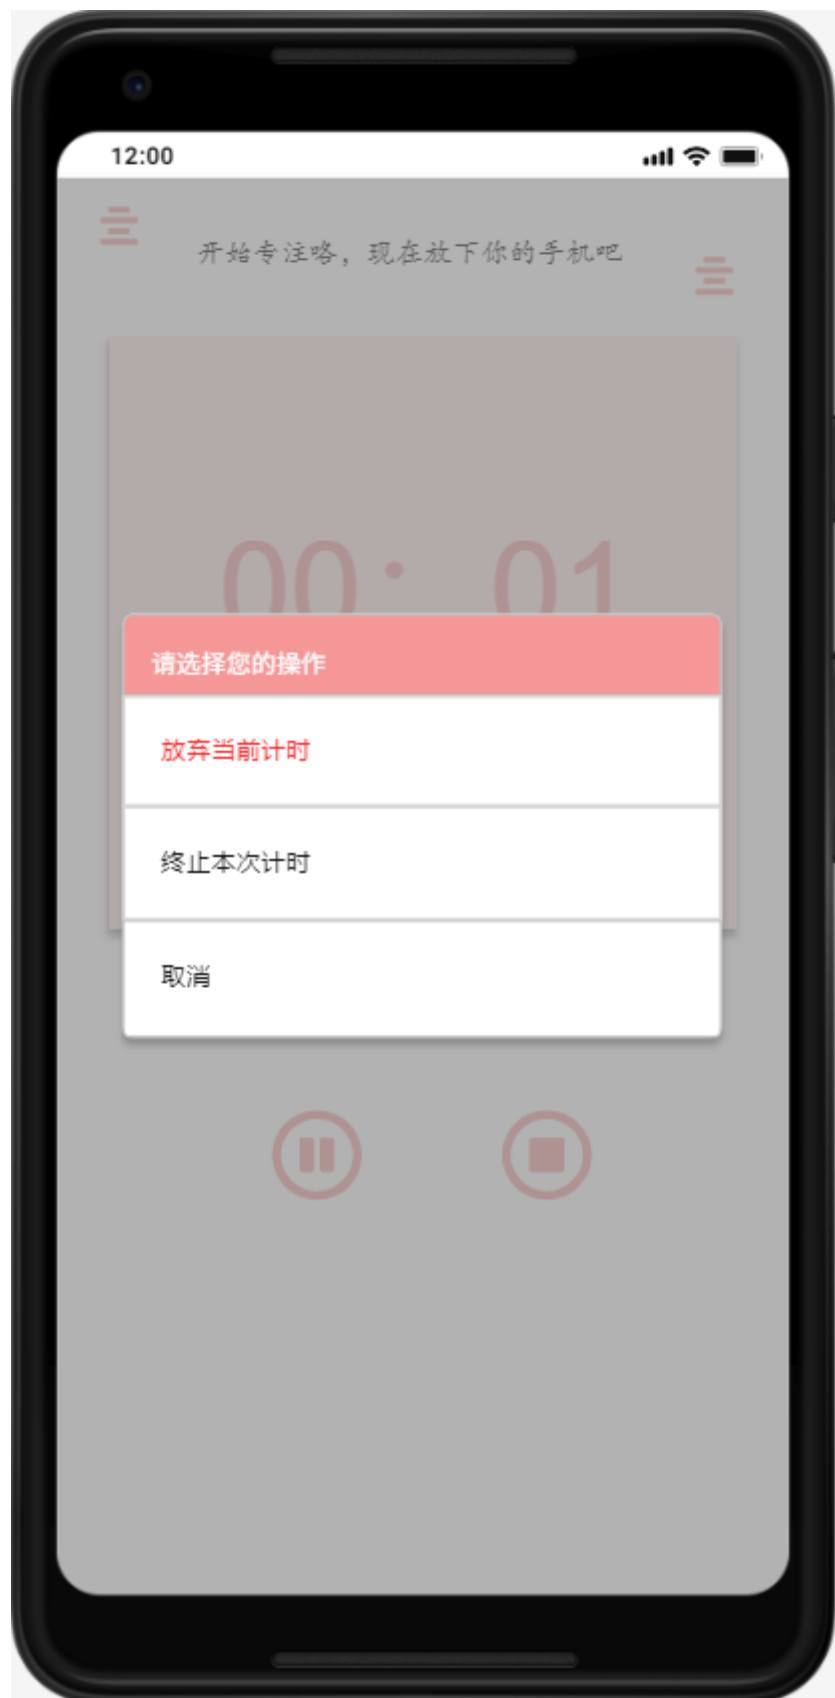 12:00
开始专注咯，现在放下你的手机吧
00：01
请选择您的操作
放弃当前计时
终止本次计时
取消